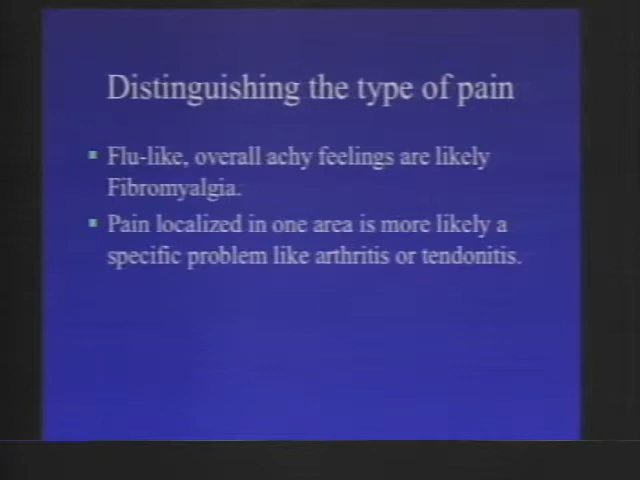 Distinguishing the type of pain
Flu-like, overall achy feelings are likely
Fibromyalgia.
Pain localized in one area is more likely a
specific problem like arthritis or tendonitis.